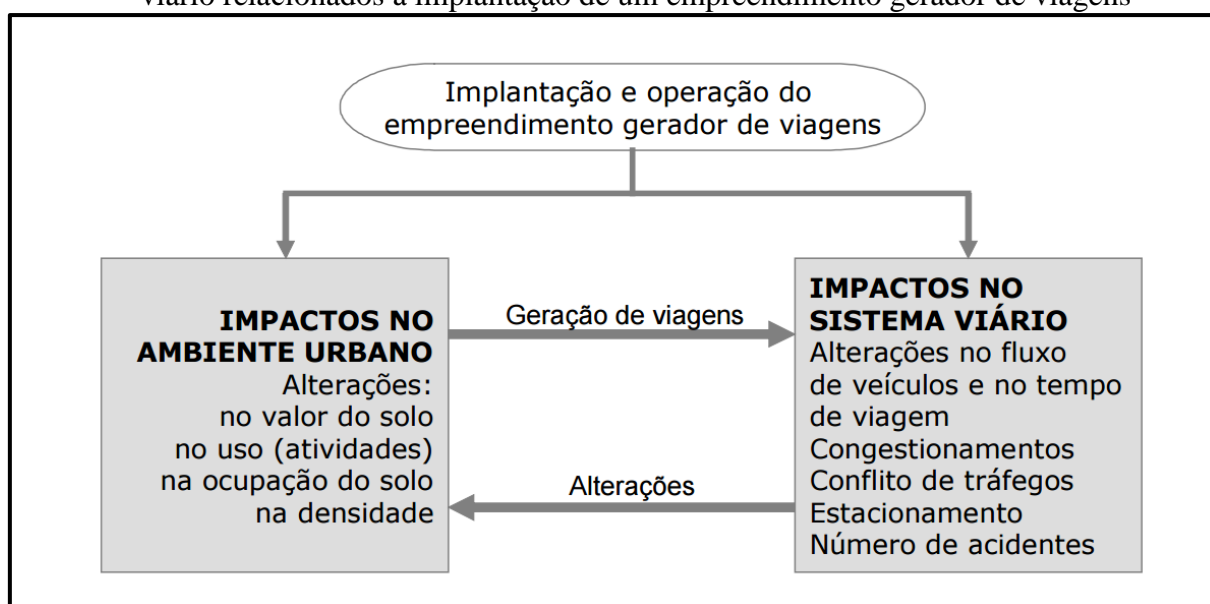 viário relacionados à implantação de um empreendimento gerador de viagens
Implantação e operação do
empreendimento gerador de viagens
IMPACTOS NO
AMBIENTE URBANO
Alterações:
no valor do solo
no uso (atividades)
na ocupação do solo
na densidade
Geração de viagens
Alterações
IMPACTOS NO
SISTEMA VIÁRIO
Alterações no fluxo
de veículos e no tempo
de viagem
Congestionamentos
Conflito de tráfegos
Estacionamento
Número de acidentes